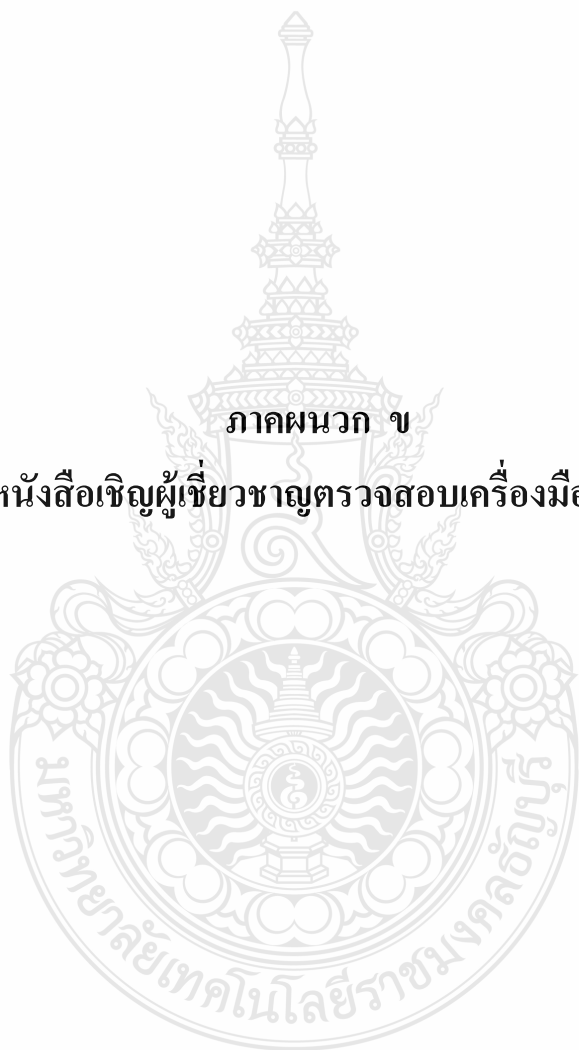 ภาคผนวก ข
หนังสือเชิญผู้เชี่ยวชาญตรวจสอบเครื่องมือ
มหาวิทยาลัยเทคโนโลยีราชมงคลธัญบุรี